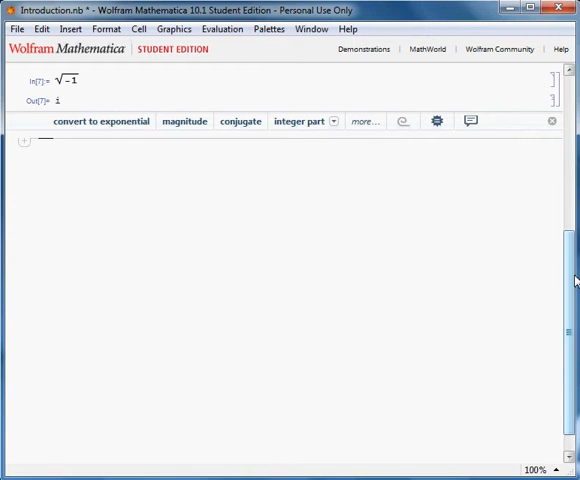 Introduction.nb * - Wolfram Mathematica 10.1 Student Edition - Personal Use Only
File Edit Insert Format Cell Graphics Evaluation Palettes Window Help
Wolfram Mathematica | STUDENT EDITION Demonstrations | MathWorld | Wolfram Community | Help
In[7]:= √-1
Out[7]= i
convert to exponential magnitude conjugate integer part more...
100%